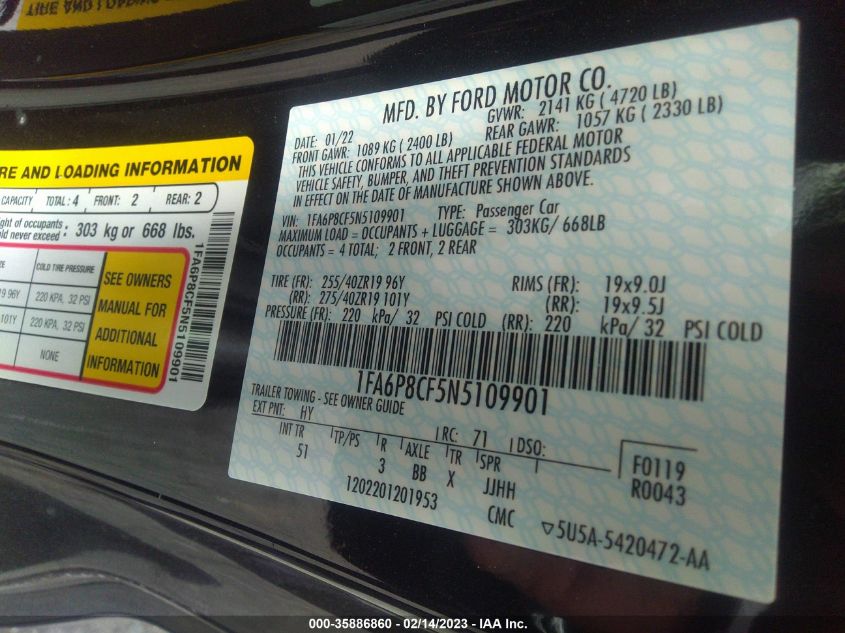 TIRE AND LOADING
MFD. BY FORD MOTOR CO.
DATE: 01/22 GVWR: 2141 KG ( 4720 LB)
FRONT GAWR: 1089 KG ( 2400 LB) REAR GAWR: 1057 KG ( 2330 LB)
THIS VEHICLE CONFORMS TO ALL APPLICABLE FEDERAL MOTOR
VEHICLE SAFETY, BUMPER, AND THEFT PREVENTION STANDARDS
IN EFFECT ON THE DATE OF MANUFACTURE SHOWN ABOVE.
VIN: 1FA6P8CF5N5109901 TYPE: Passenger Car
MAXIMUM LOAD = OCCUPANTS + LUGGAGE = 303KG/ 668LB
OCCUPANTS = 4 TOTAL; 2 FRONT, 2 REAR
TIRE (FR): 255/40ZR19 96Y RIMS (FR): 19x9.0J
(RR): 275/40ZR19 101Y (RR): 19x9.5J
PRESSURE (FR): 220 kPa/ 32 PSI COLD (RR): 220 kPa/ 32 PSI COLD
1FA6P8CF5N5109901
TRAILER TOWING - SEE OWNER GUIDE
EXT PNT: HY RC: 71 DSO:
INT TR TP/PS R AXLE TR SPR
51 3 BB X JJHH
F0119
R0043
1202201201953 CMC
▽5U5A-5420472-AA
RE AND LOADING INFORMATION
CAPACITY TOTAL : 4 FRONT: 2 REAR: 2
ght of occupants
ld never exceed : 303 kg or 668 lbs.
ZE COLD TIRE PRESSURE
19 96Y 220 KPA, 32 PSI
101Y 220 KPA, 32 PSI
NONE
SEE OWNERS
MANUAL FOR
ADDITIONAL
INFORMATION
1FA6P8CF5N5109901
000-35886860 - 02/14/2023 - IAA Inc.